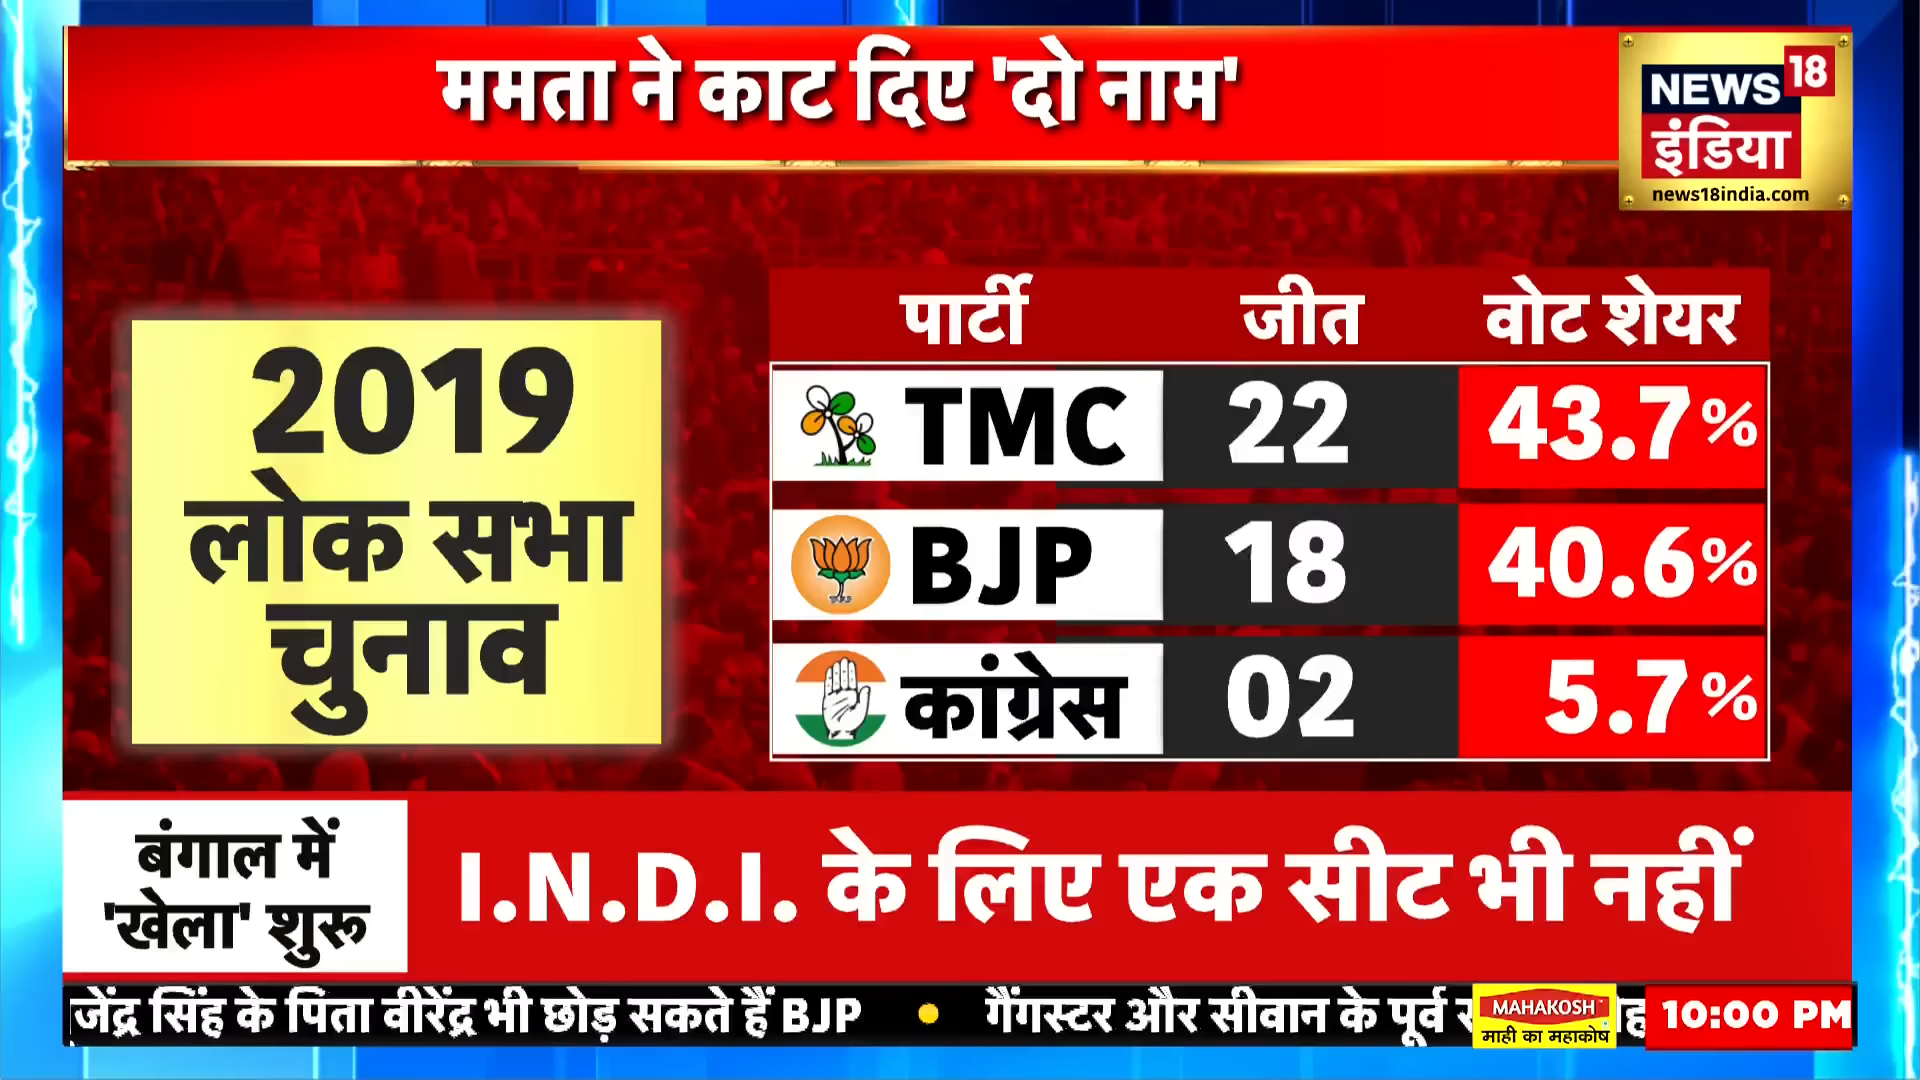 ममता ने काट दिए 'दो नाम'
NEWS 18
इंडिया
news18india.com
2019
लोक सभा
चुनाव
पार्टी जीत वोट शेयर
TMC 22 43.7%
BJP 18 40.6%
कांग्रेस 02 5.7%
बंगाल में
'खेला' शुरू
I.N.D.I. के लिए एक सीट भी नहीं
जेंद्र सिंह के पिता वीरेंद्र भी छोड़ सकते हैं BJP • गैंगस्टर और सीवान के पूर्व
MAHAKOSH
माही का महाकोष
10:00 PM